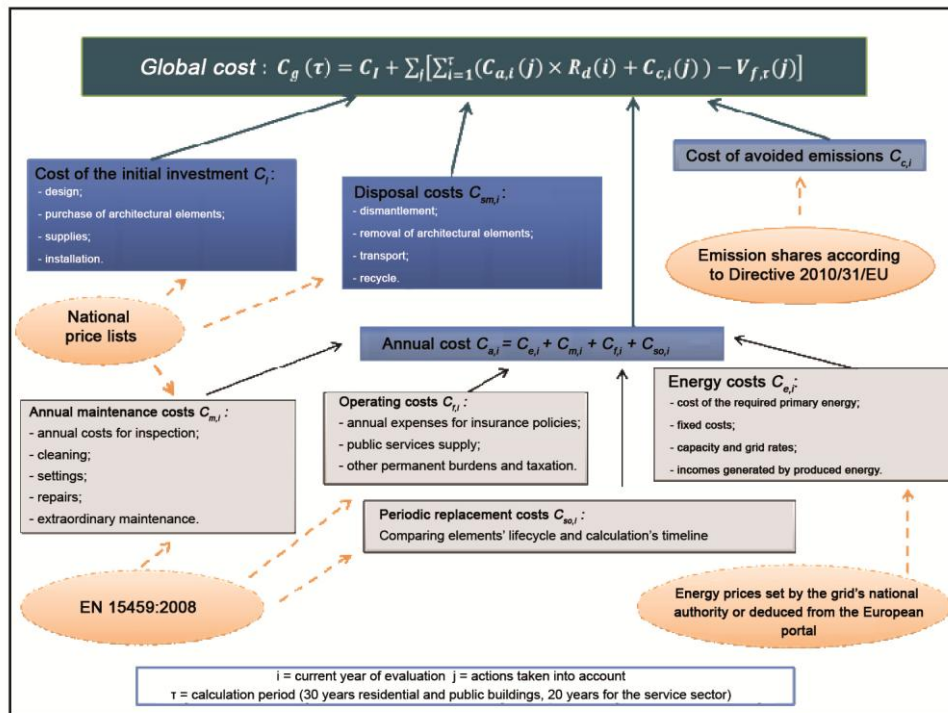 Global cost : C_g (τ) = C_I + ∑_j[∑_{i=1}^τ(C_{a,i}(j) × R_d(i) + C_{c,i}(j)) − V_{f,τ}(j)]
Cost of the initial investment C_I :
- design;
- purchase of architectural elements;
- supplies;
- installation.
Disposal costs C_{sm,i} :
- dismantlement;
- removal of architectural elements;
- transport;
- recycle.
Cost of avoided emissions C_{c,i}
Emission shares according
to Directive 2010/31/EU
National
price lists
Annual cost C_{a,i} = C_{e,i} + C_{m,i} + C_{f,i} + C_{so,i}
Annual maintenance costs C_{m,i} :
- annual costs for inspection;
- cleaning;
- settings;
- repairs;
- extraordinary maintenance.
Operating costs C_{f,i} :
- annual expenses for insurance policies;
- public services supply;
- other permanent burdens and taxation.
Energy costs C_{e,i}:
- cost of the required primary energy;
- fixed costs;
- capacity and grid rates;
- incomes generated by produced energy.
Periodic replacement costs C_{so,i} :
Comparing elements' lifecycle and calculation's timeline
EN 15459:2008
Energy prices set by the grid's national
authority or deduced from the European
portal
i = current year of evaluation j = actions taken into account
τ = calculation period (30 years residential and public buildings, 20 years for the service sector)